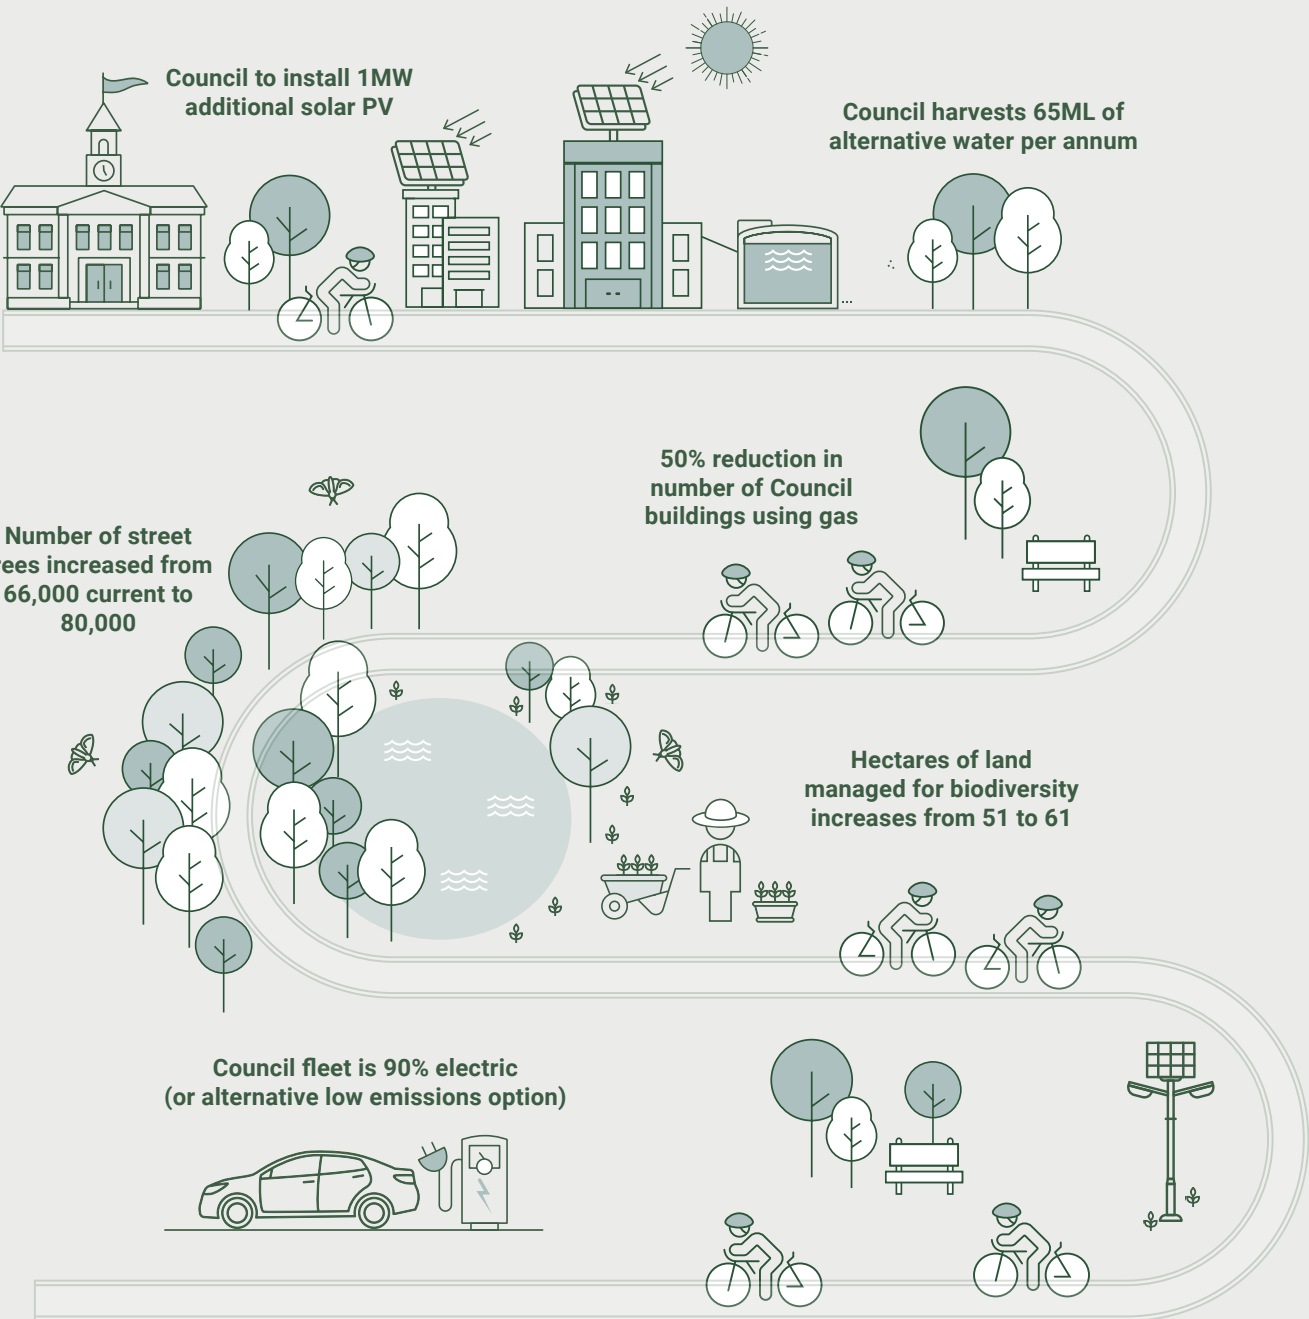 Council to install 1MW
additional solar PV
Council harvests 65ML of
alternative water per annum
50% reduction in
number of Council
buildings using gas
Number of street
rees increased from
66,000 current to
80,000
Hectares of land
managed for biodiversity
increases from 51 to 61
Council fleet is 90% electric
(or alternative low emissions option)